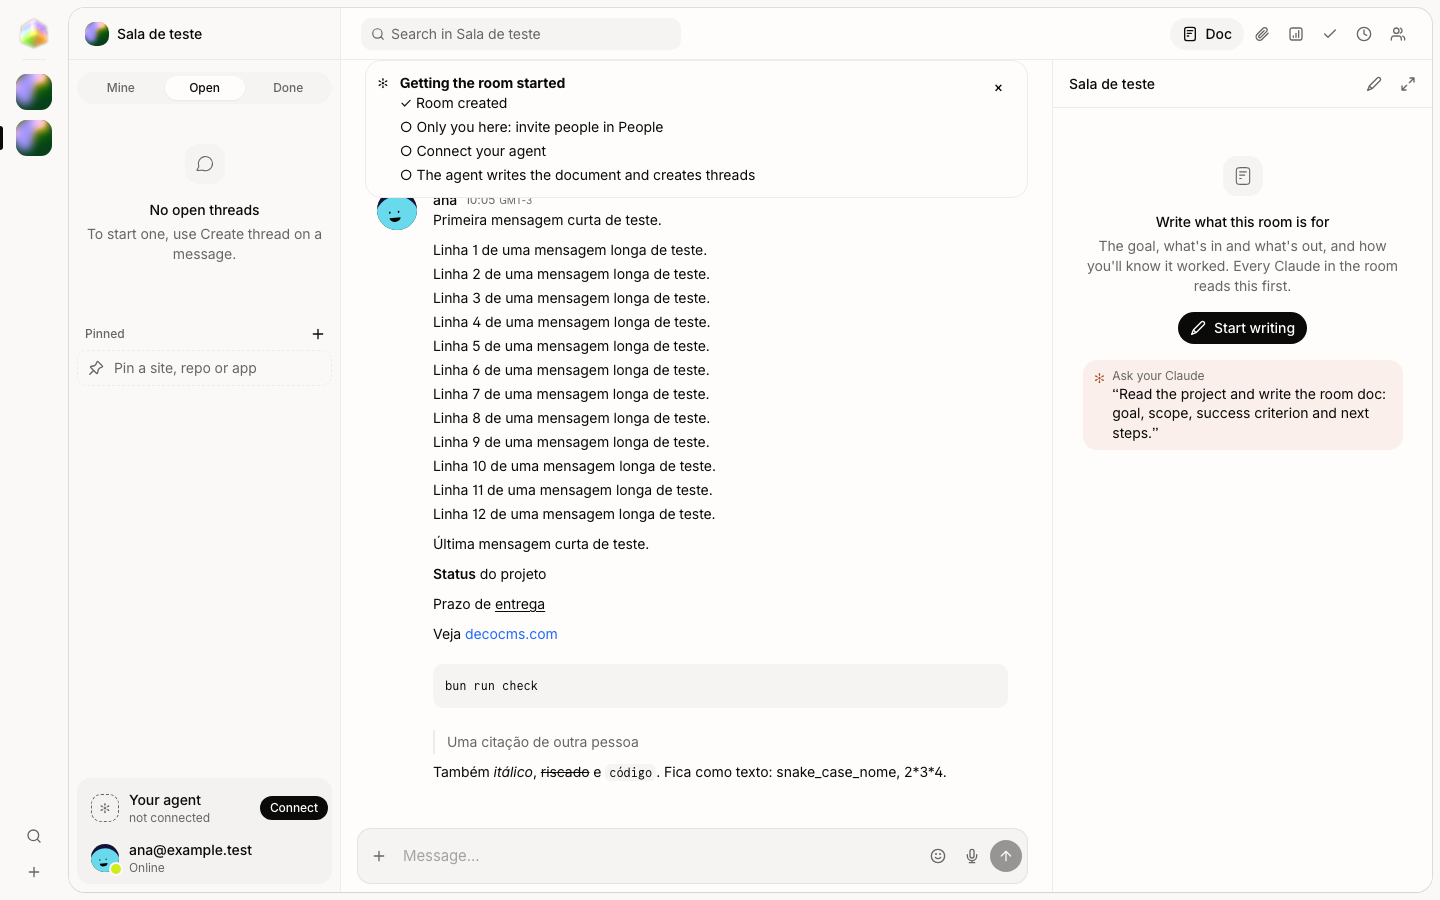 Sala de teste
Search in Sala de teste
Doc
Mine
Open
Done
No open threads
To start one, use Create thread on a
message.
Pinned
Pin a site, repo or app
Your agent
not connected
Connect
ana@example.test
Online
Getting the room started
Room created
Only you here: invite people in People
Connect your agent
The agent writes the document and creates threads
ana 10:05 GMT-3
Primeira mensagem curta de teste.
Linha 1 de uma mensagem longa de teste.
Linha 2 de uma mensagem longa de teste.
Linha 3 de uma mensagem longa de teste.
Linha 4 de uma mensagem longa de teste.
Linha 5 de uma mensagem longa de teste.
Linha 6 de uma mensagem longa de teste.
Linha 7 de uma mensagem longa de teste.
Linha 8 de uma mensagem longa de teste.
Linha 9 de uma mensagem longa de teste.
Linha 10 de uma mensagem longa de teste.
Linha 11 de uma mensagem longa de teste.
Linha 12 de uma mensagem longa de teste.
Última mensagem curta de teste.
Status do projeto
Prazo de entrega
Veja decocms.com
bun run check
Uma citação de outra pessoa
Também itálico, riscado e código. Fica como texto: snake_case_nome, 2*3*4.
Message...
Sala de teste
Write what this room is for
The goal, what's in and what's out, and how
you'll know it worked. Every Claude in the room
reads this first.
Start writing
Ask your Claude
“Read the project and write the room doc:
goal, scope, success criterion and next
steps.”